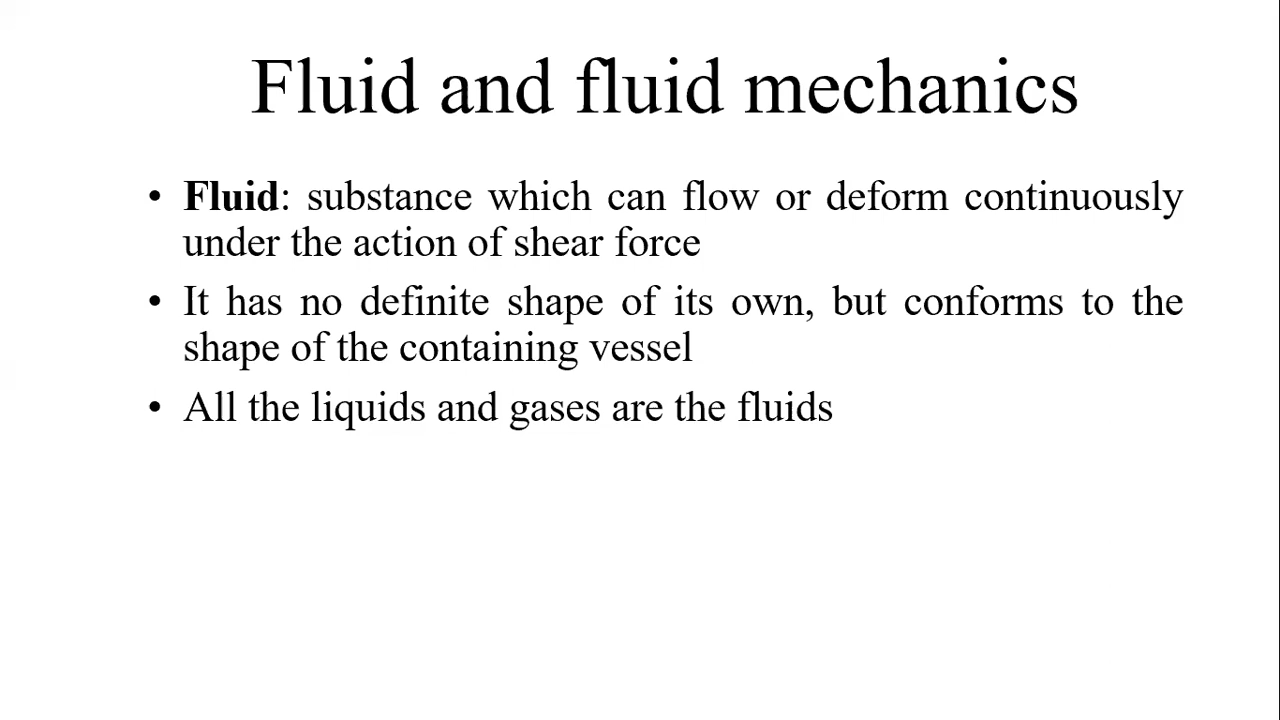 Fluid and fluid mechanics
• Fluid: substance which can flow or deform continuously
under the action of shear force
• It has no definite shape of its own, but conforms to the
shape of the containing vessel
• All the liquids and gases are the fluids